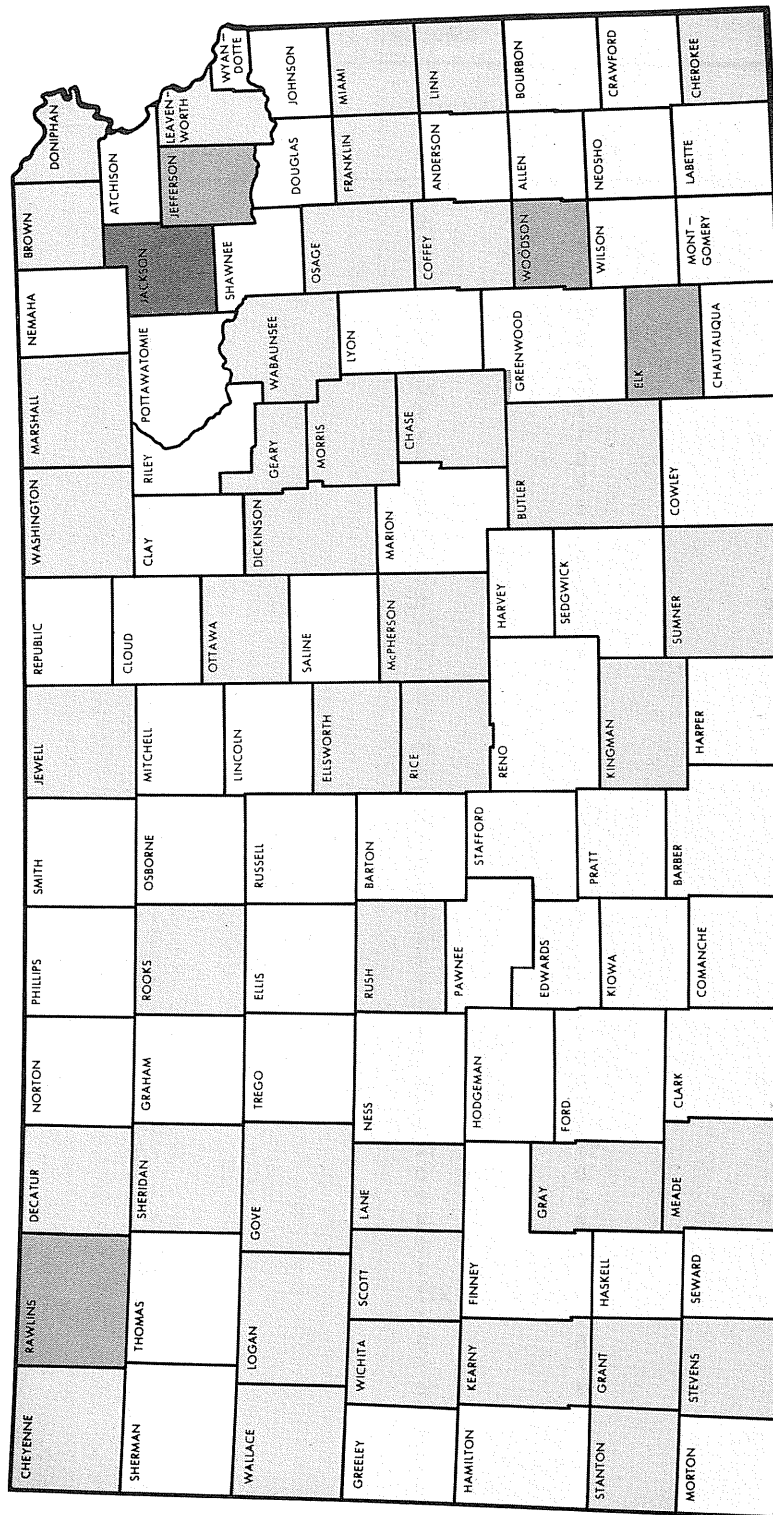 CHEYENNE
RAWLINS
DECATUR
NORTON
PHILLIPS
SMITH
JEWELL
REPUBLIC
WASHINGTON
MARSHALL
NEMAHA
BROWN
DONIPHAN
SHERMAN
THOMAS
SHERIDAN
GRAHAM
ROOKS
OSBORNE
MITCHELL
CLOUD
CLAY
RILEY
POTTAWATOMIE
JACKSON
ATCHISON
JEFFERSON
LEAVEN-
WORTH
WYAN-
DOTTE
WALLACE
LOGAN
GOVE
TREGO
ELLIS
RUSSELL
LINCOLN
OTTAWA
DICKINSON
GEARY
WABAUNSEE
SHAWNEE
DOUGLAS
JOHNSON
ELLSWORTH
SALINE
MORRIS
OSAGE
FRANKLIN
MIAMI
GREELEY
WICHITA
SCOTT
LANE
NESS
RUSH
BARTON
RICE
McPHERSON
MARION
CHASE
LYON
COFFEY
ANDERSON
LINN
HAMILTON
KEARNY
FINNEY
HODGEMAN
PAWNEE
STAFFORD
RENO
HARVEY
BUTLER
GREENWOOD
WOODSON
ALLEN
BOURBON
GRAY
FORD
EDWARDS
PRATT
KINGMAN
SEDGWICK
ELK
WILSON
NEOSHO
CRAWFORD
STANTON
GRANT
HASKELL
KIOWA
MORTON
STEVENS
SEWARD
MEADE
CLARK
COMANCHE
BARBER
HARPER
SUMNER
COWLEY
CHAUTAUQUA
MONT-
GOMERY
LABETTE
CHEROKEE